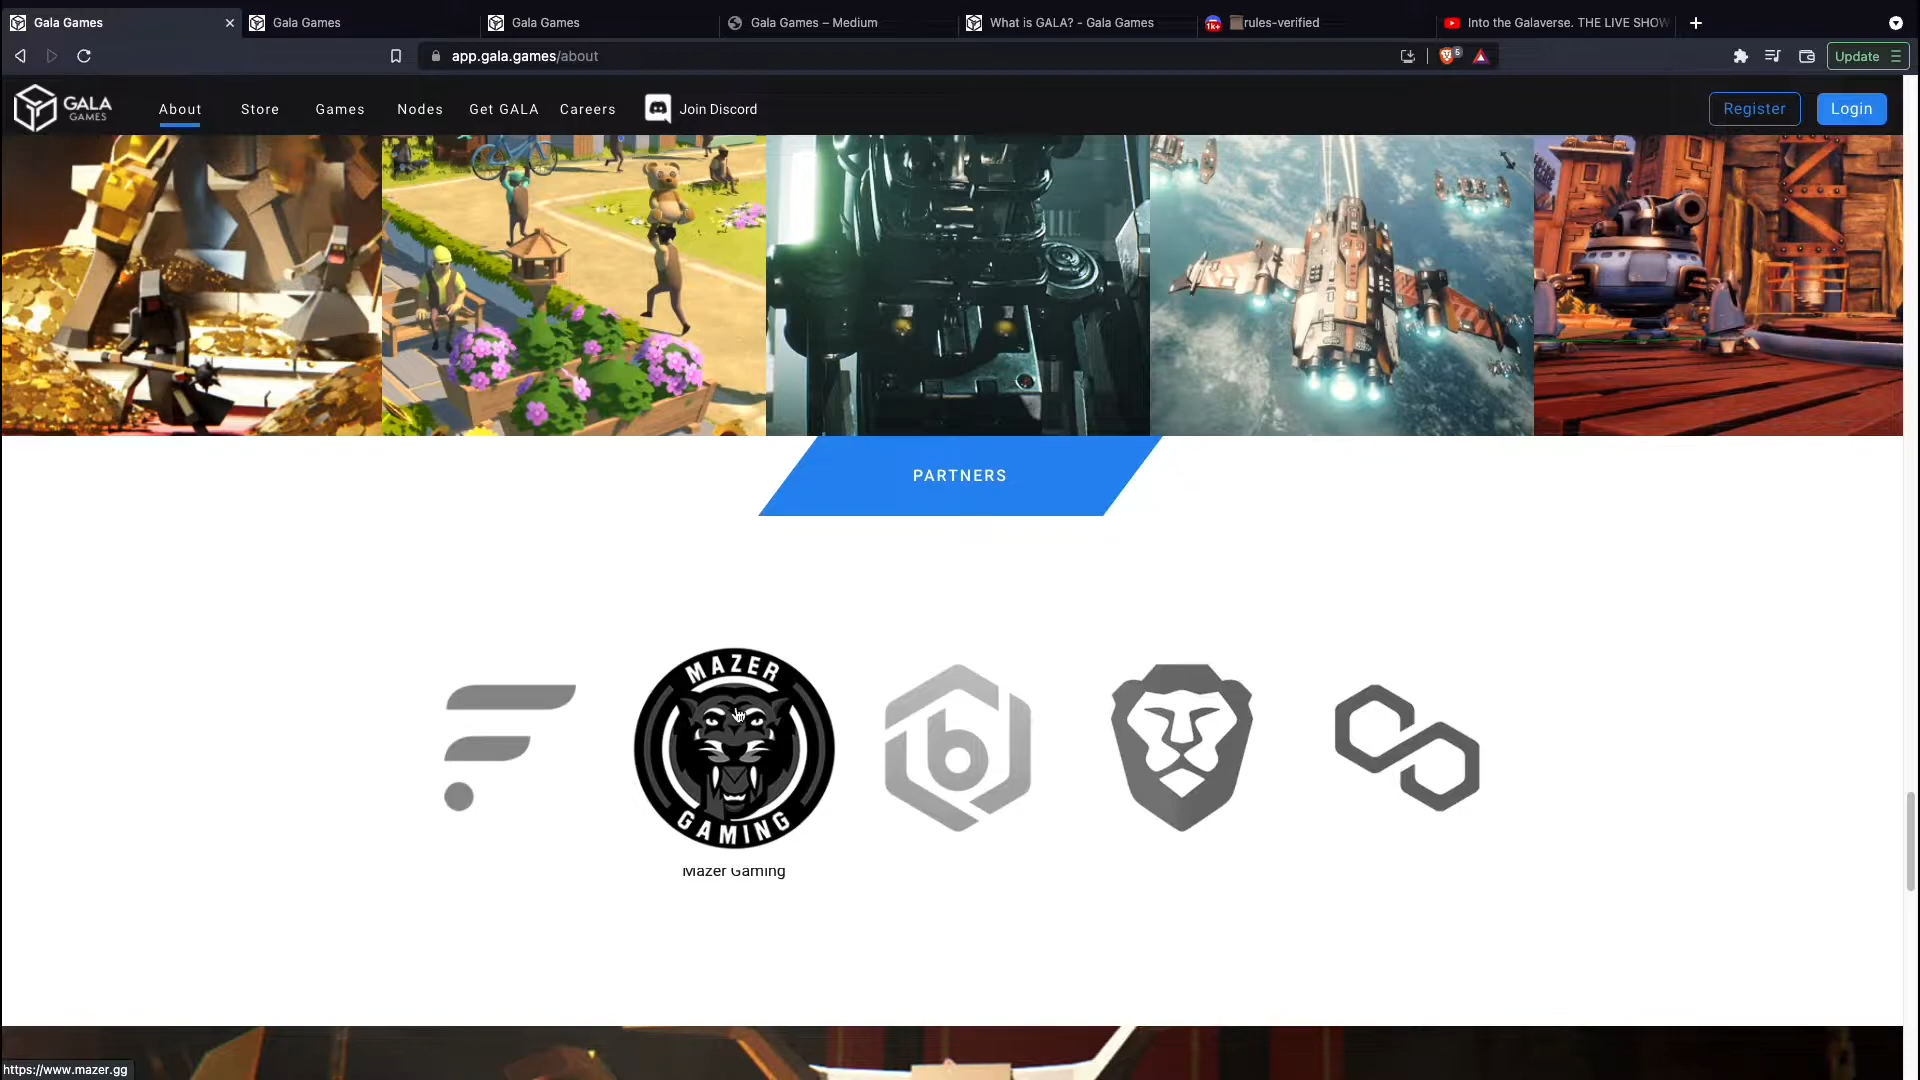 Gala Games
Gala Games
Gala Games
Gala Games – Medium
What is GALA? - Gala Games
1K+
rules-verified
Into the Galaverse. THE LIVE SHOW
app.gala.games/about
5
Update
GALA
GAMES
About
Store
Games
Nodes
Get GALA
Careers
Join Discord
Register
Login
PARTNERS
MAZER
GAMING
b
Mazer Gaming
https://www.mazer.gg